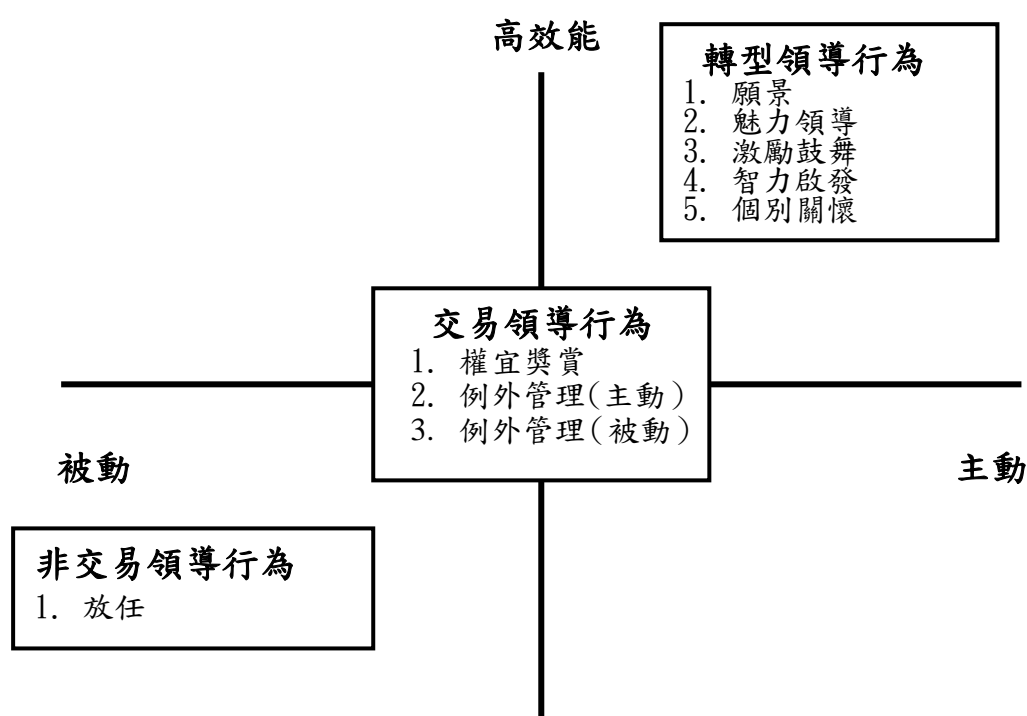 高效能
轉型領導行為
1. 願景
2. 魅力領導
3. 激勵鼓舞
4. 智力啟發
5. 個別關懷
交易領導行為
1. 權宜獎賞
2. 例外管理(主動)
3. 例外管理(被動)
被動
主動
非交易領導行為
1. 放任